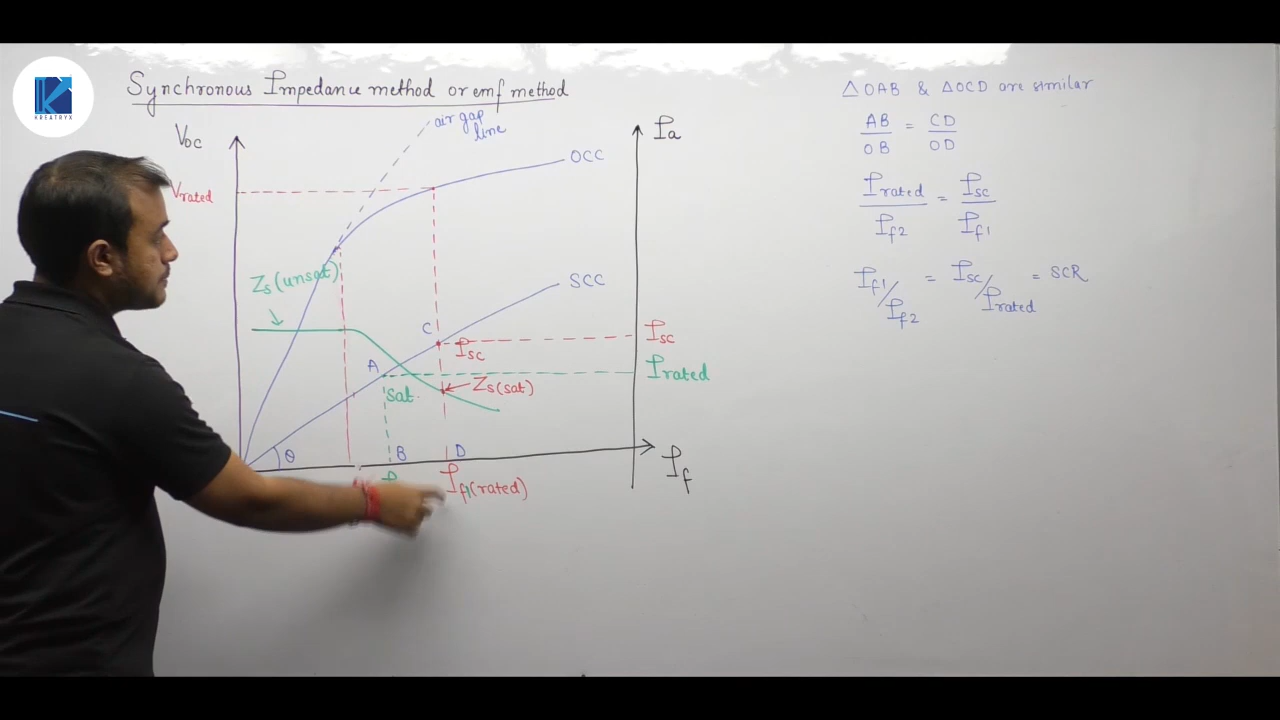 KREATRYX
Synchronous Impedance method or emf method
air gap
line
Voc
Ia
OCC
Vrated
Zs(unsat)
SCC
C
Isc
Isc
A
Irated
Zs(sat)
Sat
θ
B
D
If1(rated)
If
△OAB & △OCD are similar
AB/OB = CD/OD
Irated/If2 = Isc/If1
If1/If2 = Isc/Irated = SCR